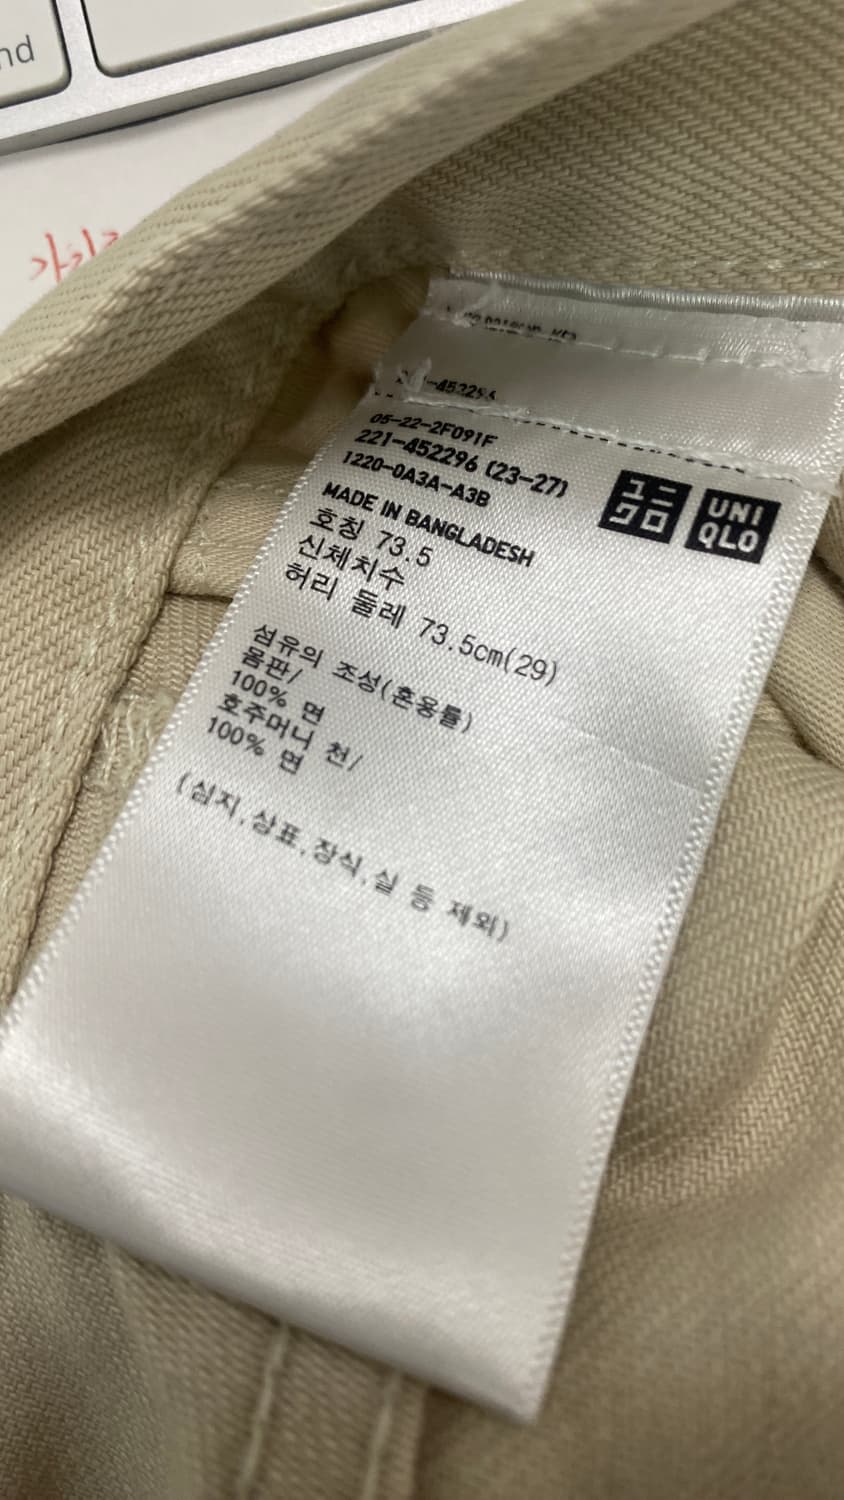 nd
05-22-2F091F
221-452296 (23-27)
1220-0A3A-A3B
ユニクロ
UNIQLO
MADE IN BANGLADESH
호칭 73.5
신체치수
허리 둘레 73.5cm(29)
섬유의 조성(혼용률)
몸판/
100% 면
호주머니 천/
100% 면
(심지,상표,장식,실 등 제외)